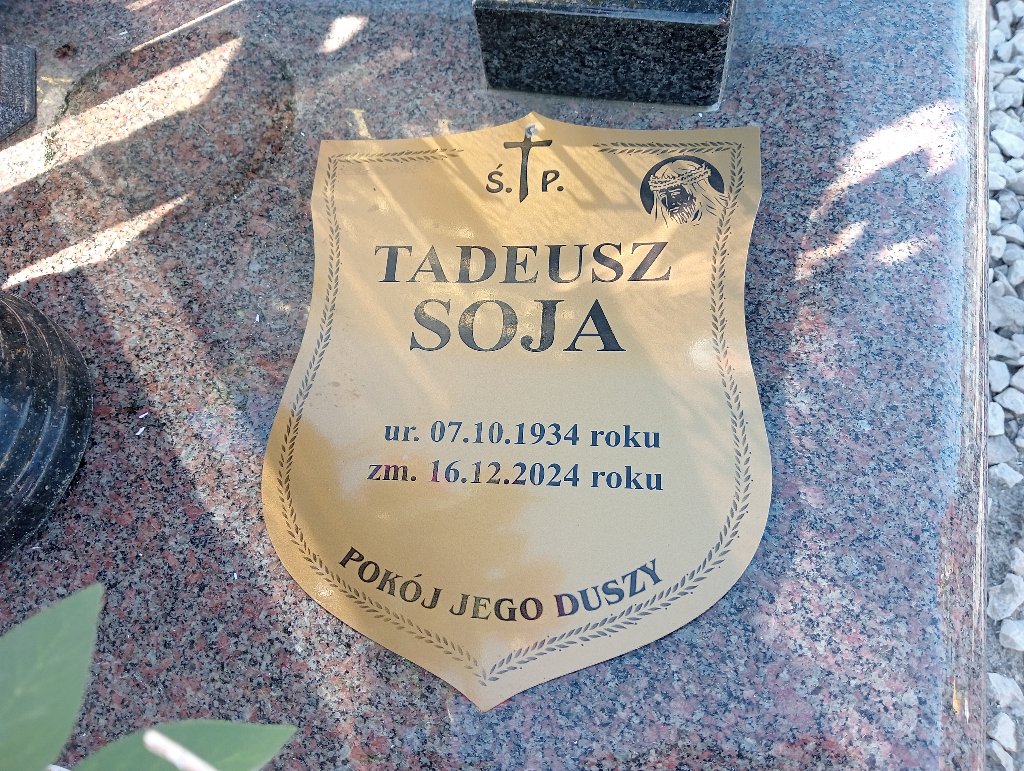 Ś. P.
TADEUSZ
SOJA
ur. 07.10.1934 roku
zm. 16.12.2024 roku
POKÓJ JEGO DUSZY